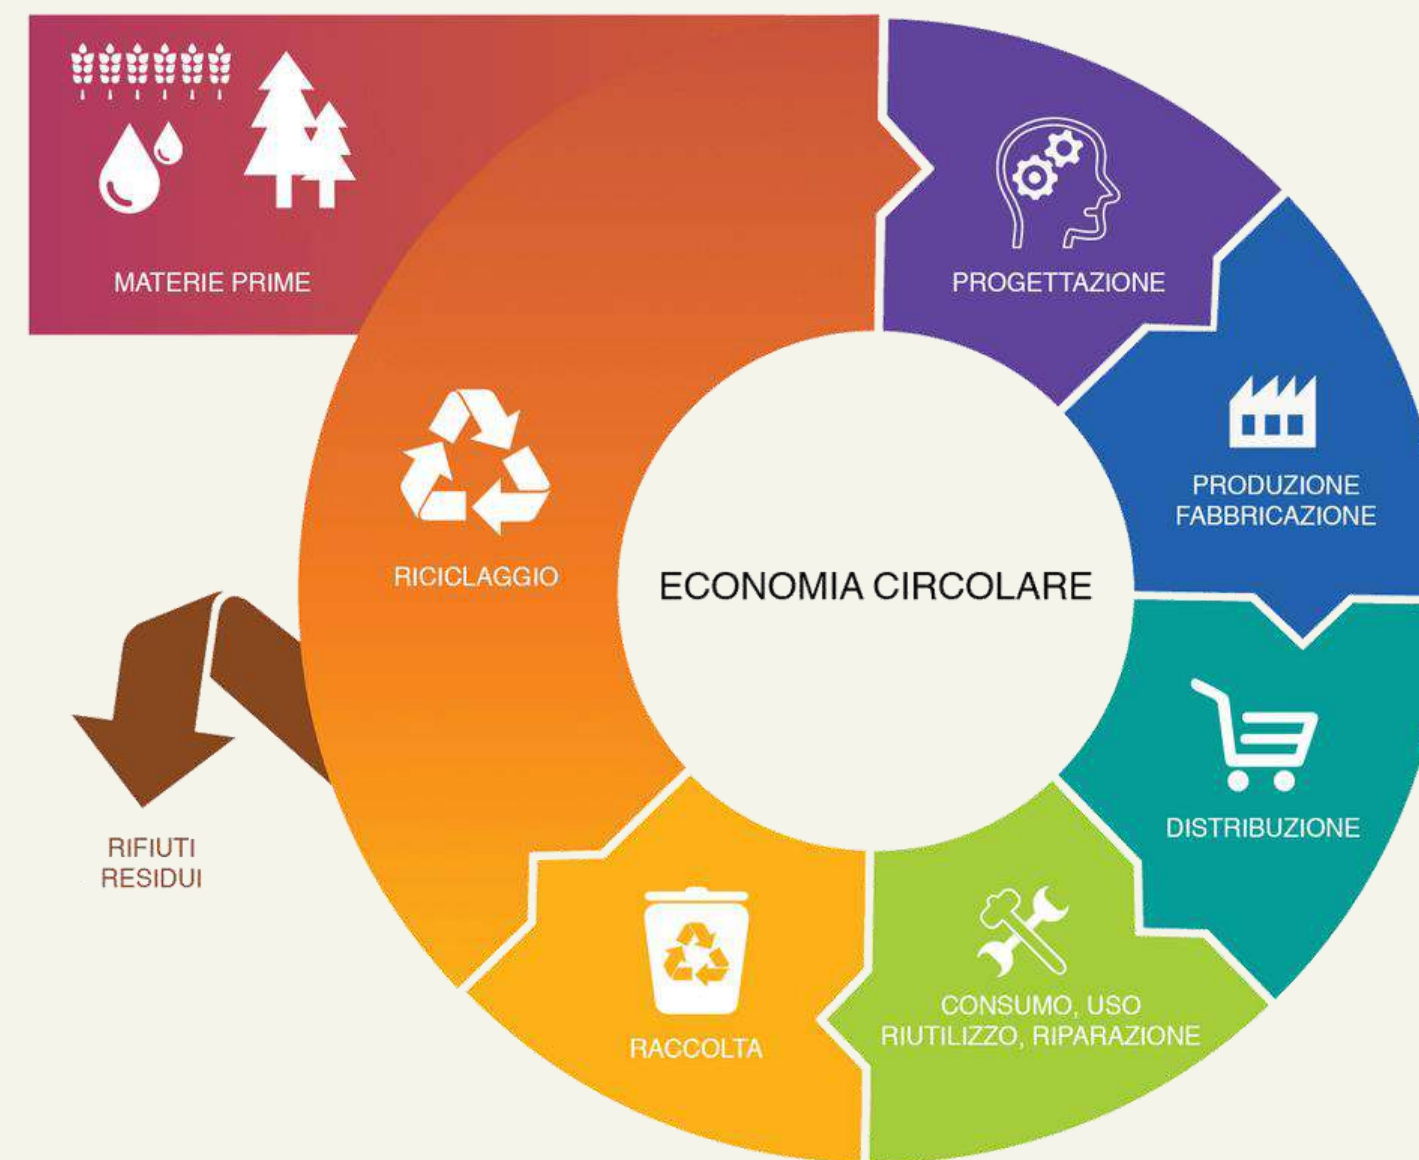 MATERIE PRIME
PROGETTAZIONE
PRODUZIONE
FABBRICAZIONE
DISTRIBUZIONE
CONSUMO, USO
RIUTILIZZO, RIPARAZIONE
RACCOLTA
RICICLAGGIO
RIFIUTI
RESIDUI
ECONOMIA CIRCOLARE